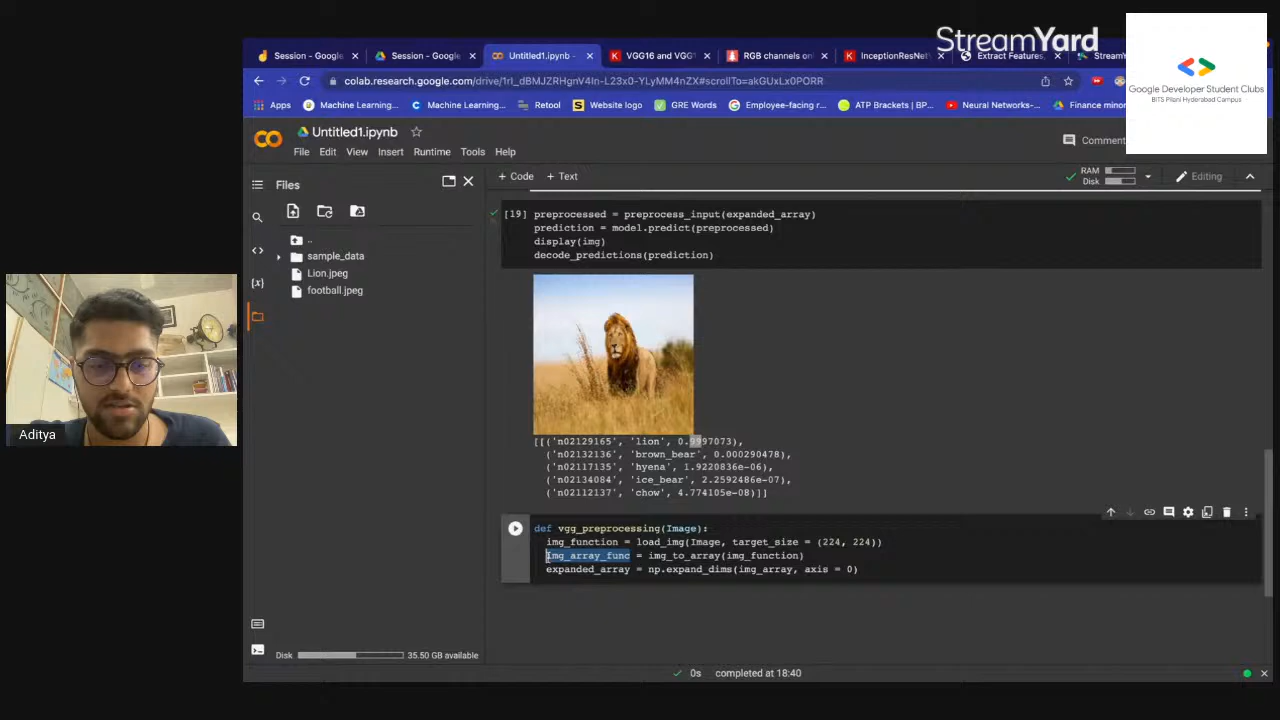 StreamYard
Google Developer Student Clubs
BITS Pilani Hyderabad Campus
Session - Google
Session - Google
Untitled1.ipynb -
VGG16 and VGG1
RGB channels on
InceptionResNet
Extract Features,
StreamY
colab.research.google.com/drive/1rI_dBMJZRHgnV4In-L23x0-YLyMM4nZX#scrollTo=akGUxLx0PORR
Apps
Machine Learning...
Machine Learning...
Retool
Website logo
GRE Words
Employee-facing r...
ATP Brackets | BP...
Neural Networks-...
Finance minor
Untitled1.ipynb
File Edit View Insert Runtime Tools Help
Comment
Files
+ Code + Text
RAM
Disk
Editing
..
sample_data
Lion.jpeg
football.jpeg
[19] preprocessed = preprocess_input(expanded_array)
prediction = model.predict(preprocessed)
display(img)
decode_predictions(prediction)
[[('n02129165', 'lion', 0.9997073),
('n02132136', 'brown_bear', 0.000290478),
('n02117135', 'hyena', 1.9220836e-06),
('n02134084', 'ice_bear', 2.2592486e-07),
('n02112137', 'chow', 4.774105e-08)]]
def vgg_preprocessing(Image):
img_function = load_img(Image, target_size = (224, 224))
img_array_func = img_to_array(img_function)
expanded_array = np.expand_dims(img_array, axis = 0)
Aditya
Disk 35.50 GB available
0s completed at 18:40